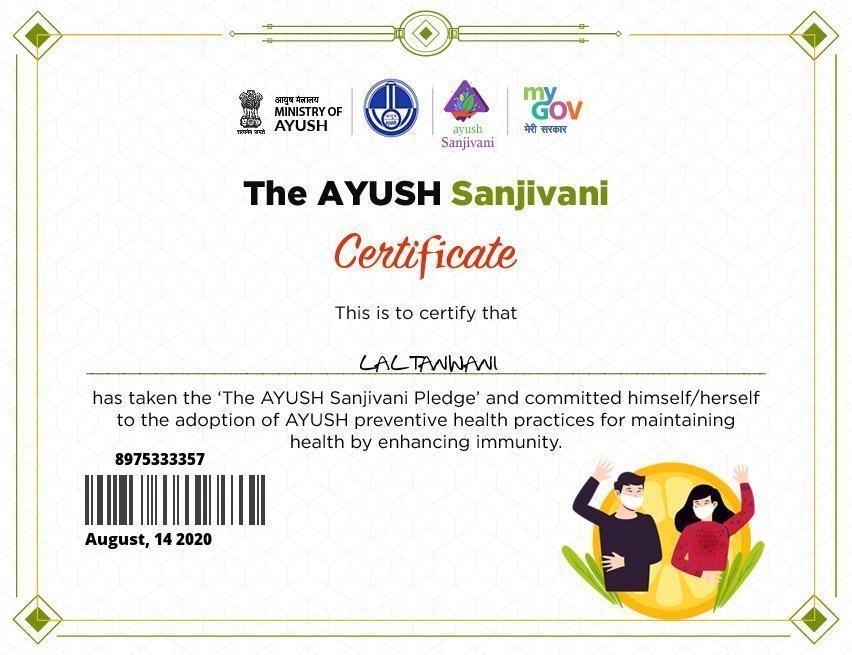 आयुष मंत्रालय
MINISTRY OF
AYUSH
सत्यमेव जयते
ayush
Sanjivani
my
GOV
मेरी सरकार
The AYUSH Sanjivani
Certificate
This is to certify that
LALTANWANI
has taken the ‘The AYUSH Sanjivani Pledge’ and committed himself/herself
to the adoption of AYUSH preventive health practices for maintaining
health by enhancing immunity.
8975333357
August, 14 2020